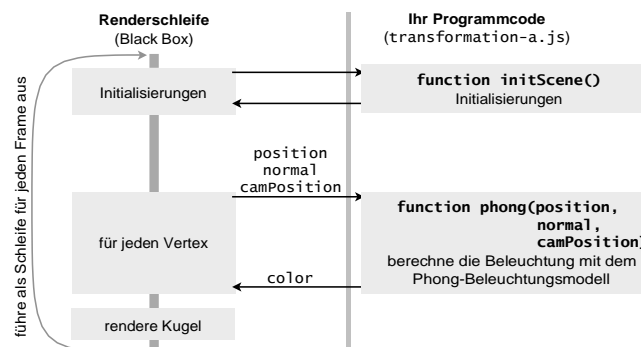 Renderschleife
(Black Box)
Ihr Programmcode
(transformation-a.js)
führe als Schleife für jeden Frame aus
Initialisierungen
function initScene()
Initialisierungen
position
normal
camPosition
für jeden Vertex
function phong(position,
normal,
camPosition)
berechne die Beleuchtung mit dem
Phong-Beleuchtungsmodell
color
rendere Kugel